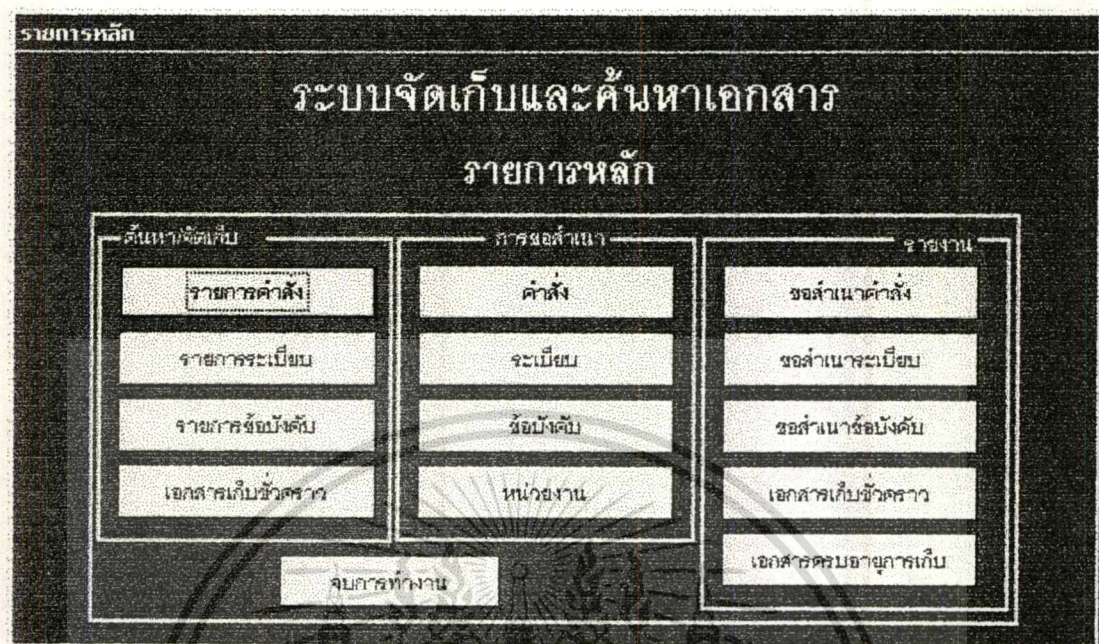 รายการหลัก
ระบบจัดเก็บและค้นหาเอกสาร
รายการหลัก
ค้นหา/จัดเก็บ
รายการคำสั่ง
รายการระเบียบ
รายการข้อบังคับ
เอกสารเก็บชั่วคราว
การขอสำเนา
คำสั่ง
ระเบียบ
ข้อบังคับ
หน่วยงาน
รายงาน
ขอสำเนาคำสั่ง
ขอสำเนาระเบียบ
ขอสำเนาข้อบังคับ
เอกสารเก็บชั่วคราว
เอกสารครบอายุการเก็บ
จบการทำงาน